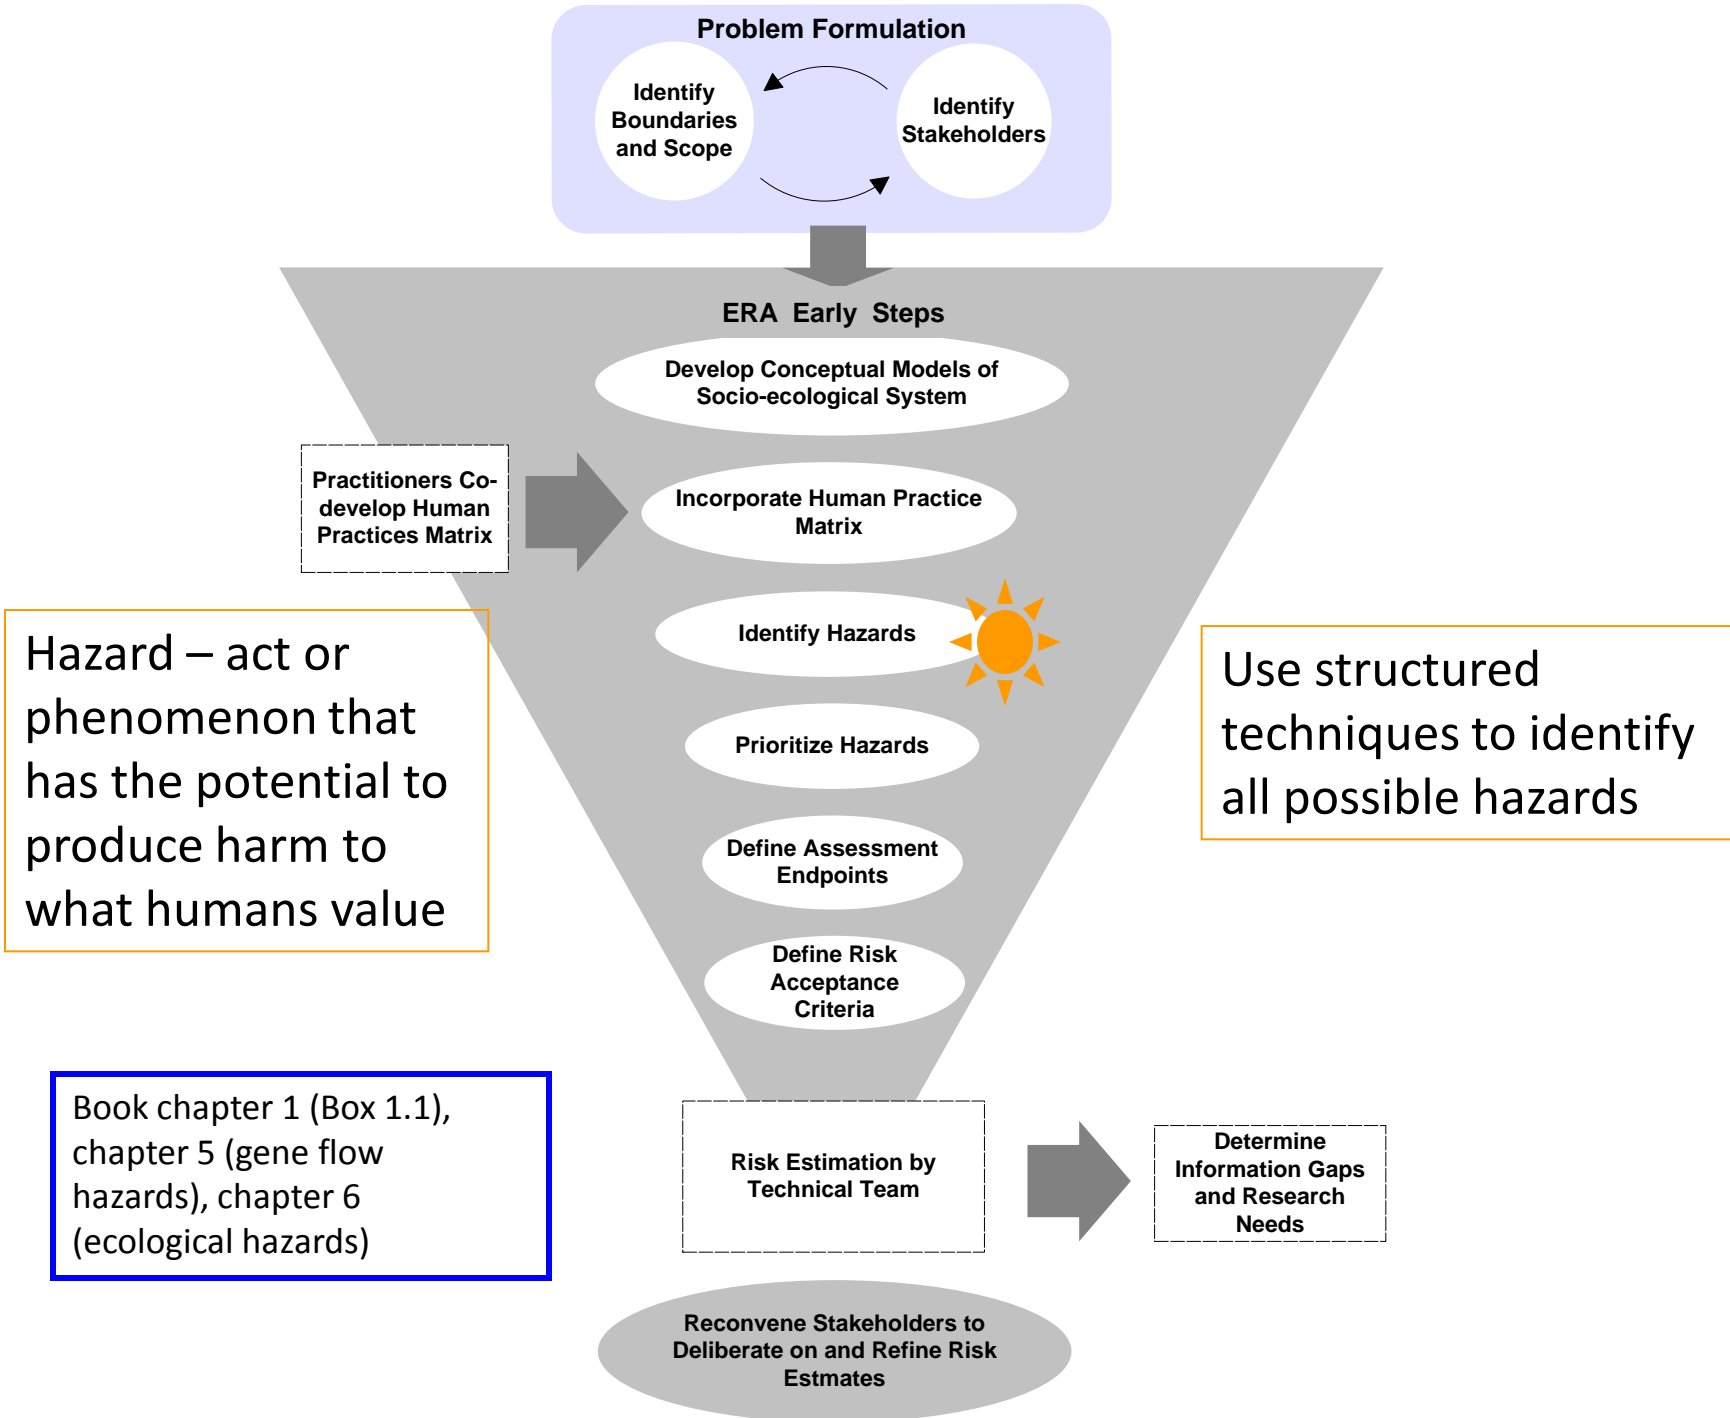 Problem Formulation
Identify
Boundaries
and Scope
Identify
Stakeholders
ERA Early Steps
Develop Conceptual Models of
Socio-ecological System
Practitioners Co-
develop Human
Practices Matrix
Incorporate Human Practice
Matrix
Identify Hazards
Hazard – act or
phenomenon that
has the potential to
produce harm to
what humans value
Use structured
techniques to identify
all possible hazards
Prioritize Hazards
Define Assessment
Endpoints
Define Risk
Acceptance
Criteria
Book chapter 1 (Box 1.1),
chapter 5 (gene flow
hazards), chapter 6
(ecological hazards)
Risk Estimation by
Technical Team
Determine
Information Gaps
and Research
Needs
Reconvene Stakeholders to
Deliberate on and Refine Risk
Estmates